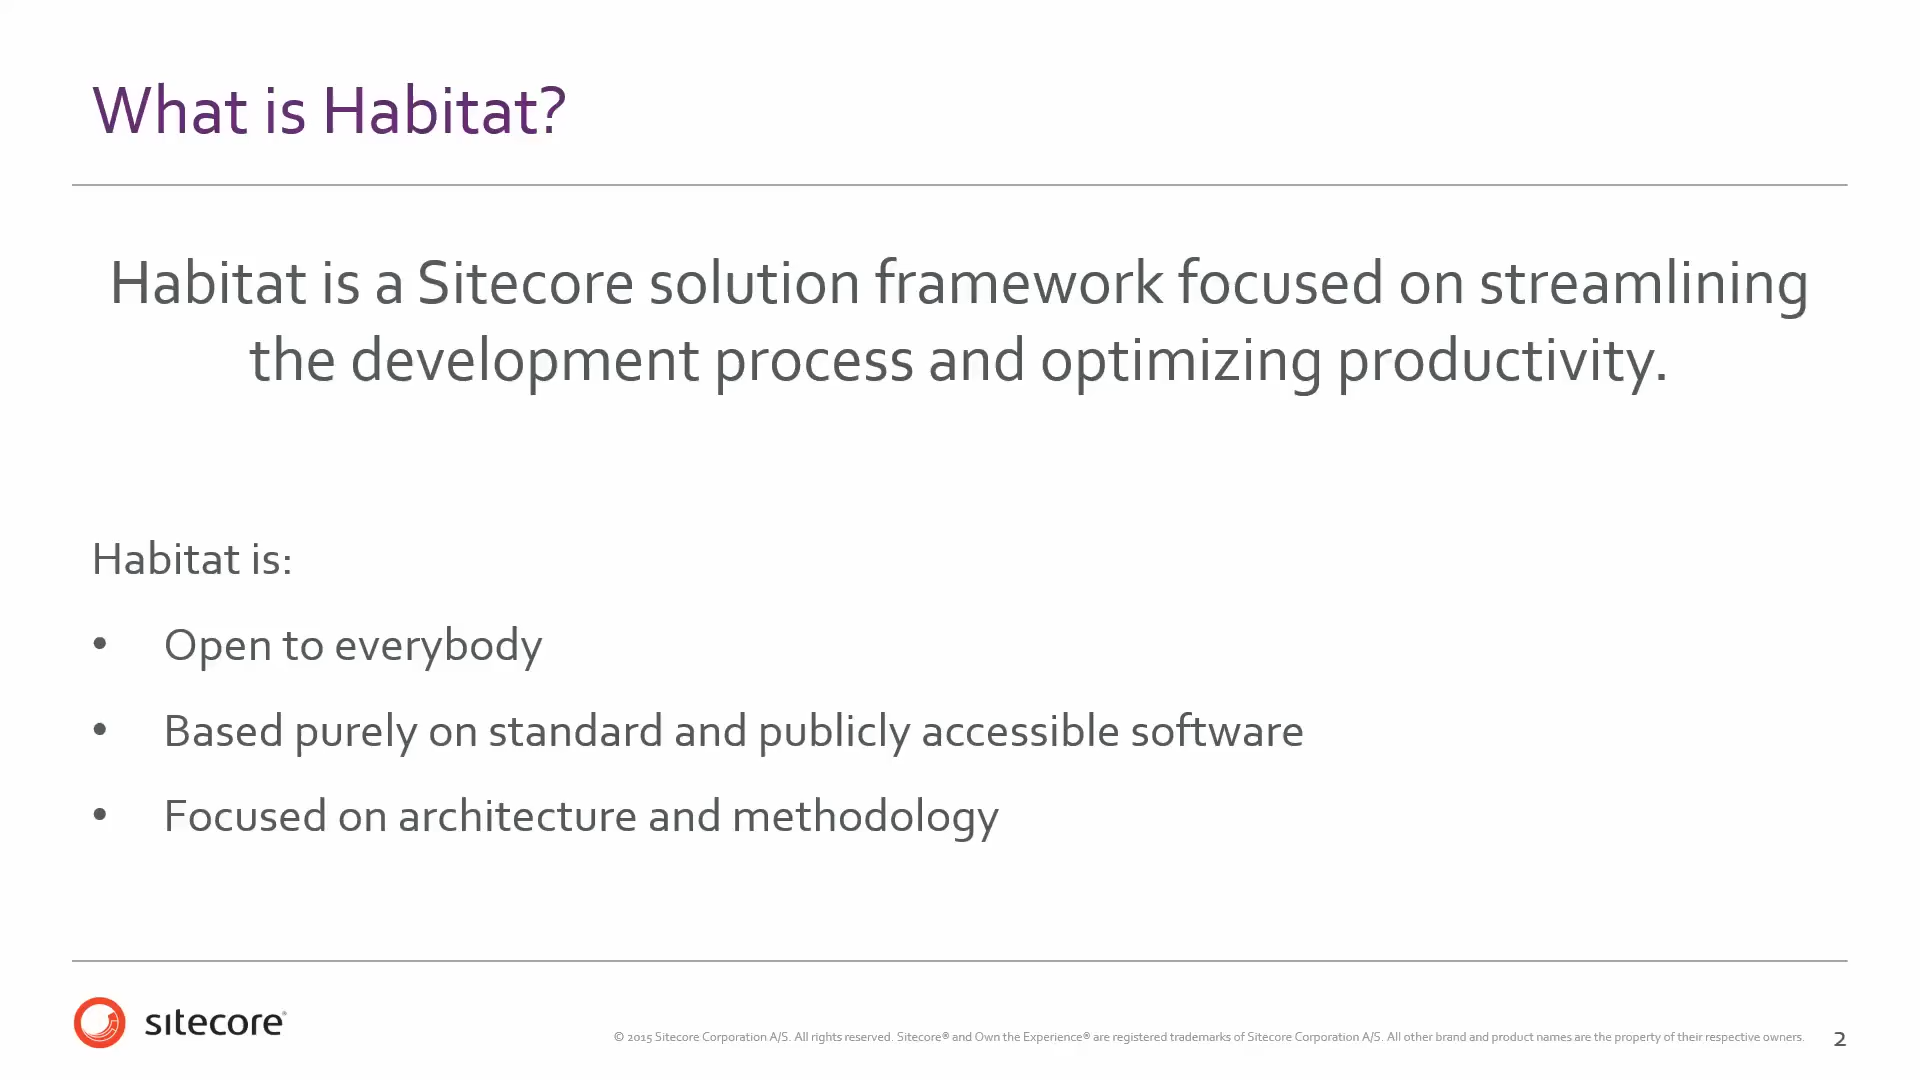 What is Habitat?
Habitat is a Sitecore solution framework focused on streamlining
the development process and optimizing productivity.
Habitat is:
• Open to everybody
• Based purely on standard and publicly accessible software
• Focused on architecture and methodology
sitecore®
© 2015 Sitecore Corporation A/S. All rights reserved. Sitecore® and Own the Experience® are registered trademarks of Sitecore Corporation A/S. All other brand and product names are the property of their respective owners.
2